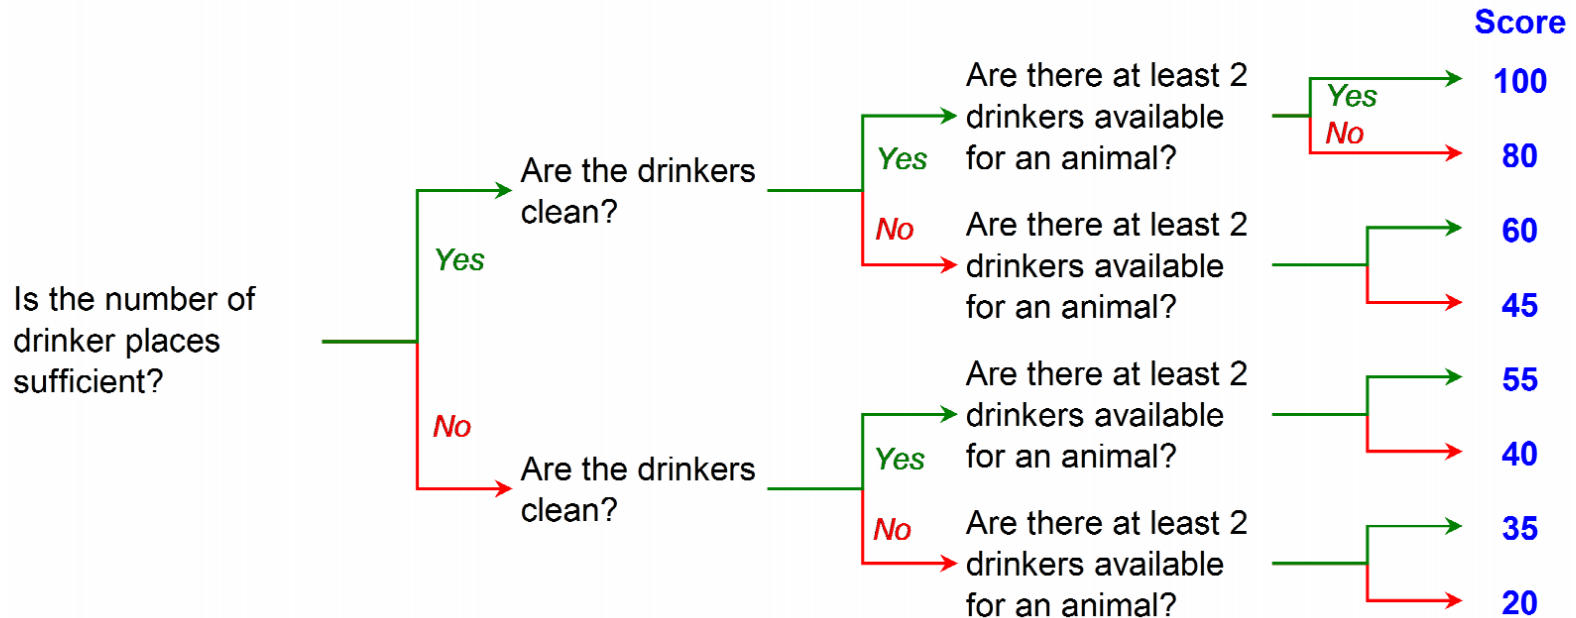 Score
Is the number of
drinker places
sufficient?
Yes
No
Are the drinkers
clean?
Yes
No
Are there at least 2
drinkers available
for an animal?
Yes
No
100
80
Are there at least 2
drinkers available
for an animal?
60
45
Are the drinkers
clean?
Yes
No
Are there at least 2
drinkers available
for an animal?
55
40
Are there at least 2
drinkers available
for an animal?
35
20